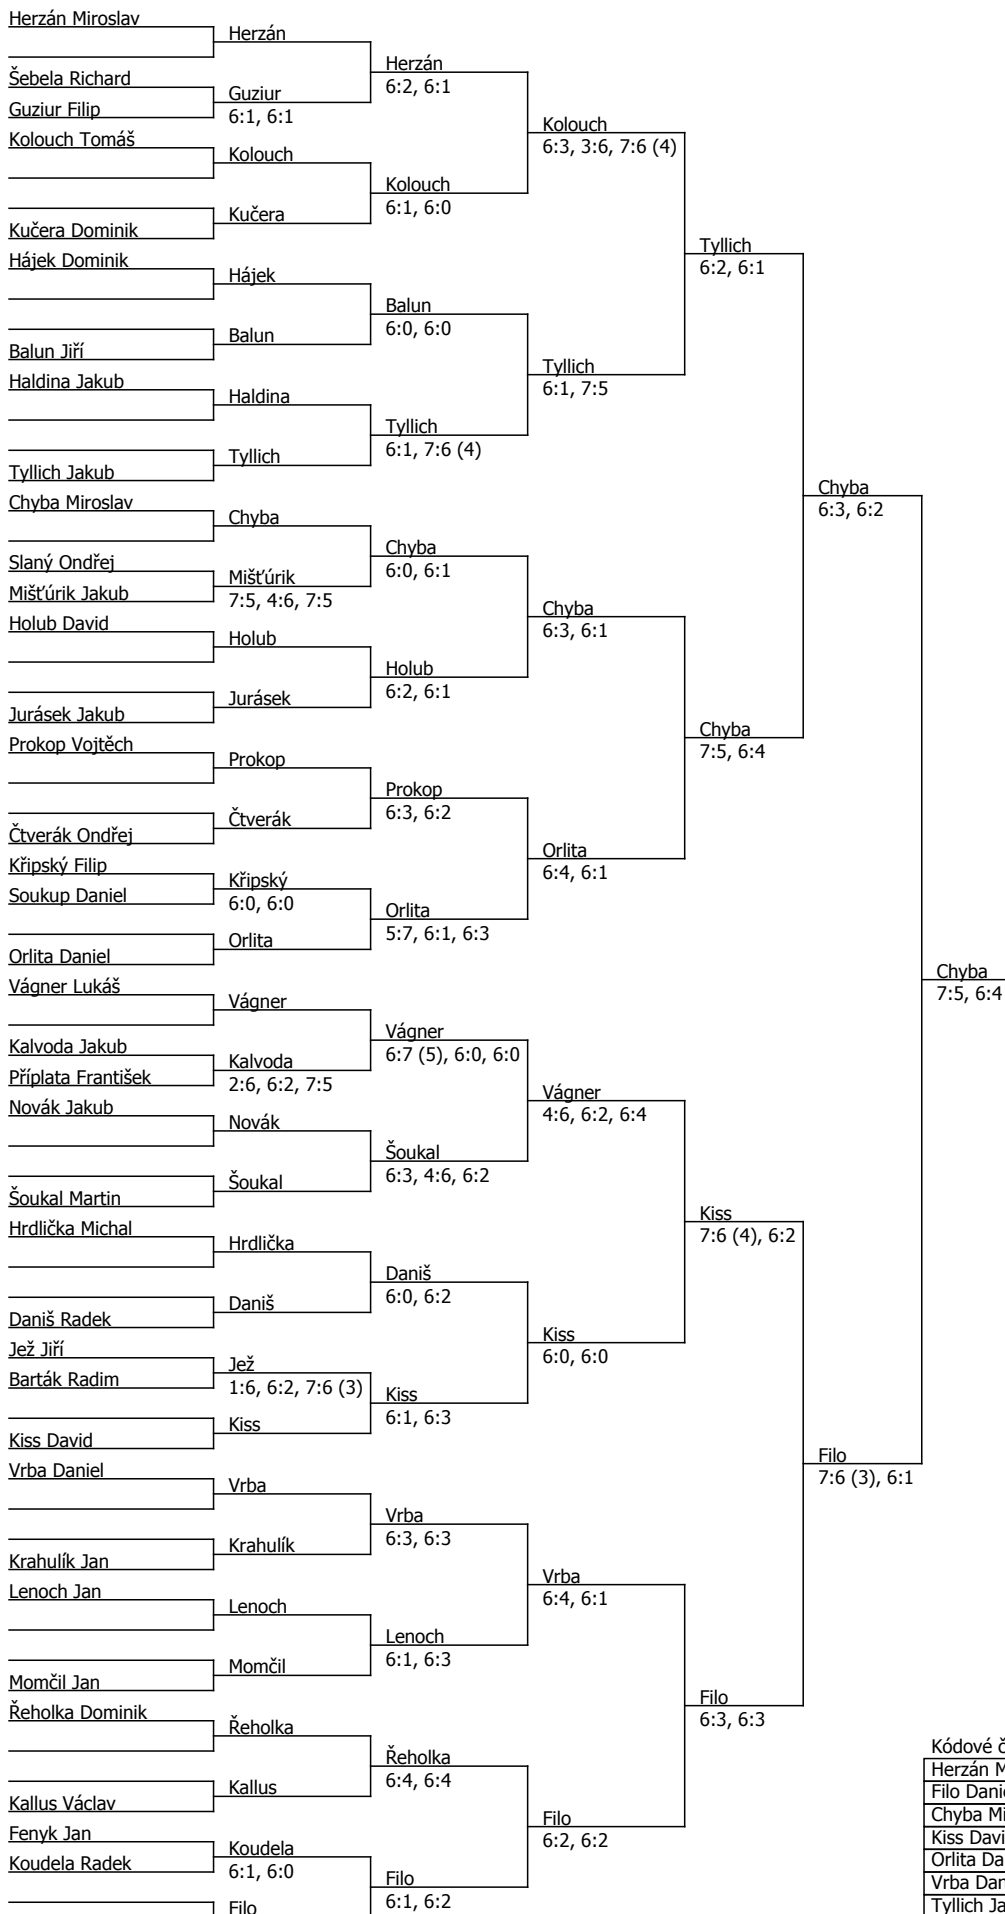 Herzán Miroslav
Šebela Richard
Guziur Filip
Kolouch Tomáš
Kučera Dominik
Hájek Dominik
Balun Jiří
Haldina Jakub
Tyllich Jakub
Chyba Miroslav
Slaný Ondřej
Mišťúrik Jakub
Holub David
Jurásek Jakub
Prokop Vojtěch
Čtverák Ondřej
Křipský Filip
Soukup Daniel
Orlita Daniel
Vágner Lukáš
Kalvoda Jakub
Příplata František
Novák Jakub
Šoukal Martin
Hrdlička Michal
Daniš Radek
Jež Jiří
Barták Radim
Kiss David
Vrba Daniel
Krahulík Jan
Lenoch Jan
Momčil Jan
Řeholka Dominik
Kallus Václav
Fenyk Jan
Koudela Radek
Herzán
Guziur
6:1, 6:1
Kolouch
Kučera
Hájek
Balun
Haldina
Tyllich
Chyba
Mišťúrik
7:5, 4:6, 7:5
Holub
Jurásek
Prokop
Čtverák
Křipský
6:0, 6:0
Orlita
Vágner
Kalvoda
2:6, 6:2, 7:5
Novák
Šoukal
Hrdlička
Daniš
Jež
1:6, 6:2, 7:6 (3)
Kiss
Vrba
Krahulík
Lenoch
Momčil
Řeholka
Kallus
Koudela
6:1, 6:0
Filo
Herzán
6:2, 6:1
Kolouch
6:1, 6:0
Balun
6:0, 6:0
Tyllich
6:1, 7:6 (4)
Chyba
6:0, 6:1
Holub
6:2, 6:1
Prokop
6:3, 6:2
Orlita
5:7, 6:1, 6:3
Vágner
6:7 (5), 6:0, 6:0
Šoukal
6:3, 4:6, 6:2
Daniš
6:0, 6:2
Kiss
6:1, 6:3
Vrba
6:3, 6:3
Lenoch
6:1, 6:3
Řeholka
6:4, 6:4
Filo
6:1, 6:2
Kolouch
6:3, 3:6, 7:6 (4)
Tyllich
6:1, 7:5
Chyba
6:3, 6:1
Orlita
6:4, 6:1
Vágner
4:6, 6:2, 6:4
Kiss
6:0, 6:0
Vrba
6:4, 6:1
Filo
6:2, 6:2
Tyllich
6:2, 6:1
Chyba
7:5, 6:4
Kiss
7:6 (4), 6:2
Filo
6:3, 6:3
Chyba
6:3, 6:2
Filo
7:6 (3), 6:1
Chyba
7:5, 6:4
Kódové č
Herzán M
Filo Danie
Chyba Mi
Kiss Davi
Orlita Da
Vrba Dan
Tyllich Ja